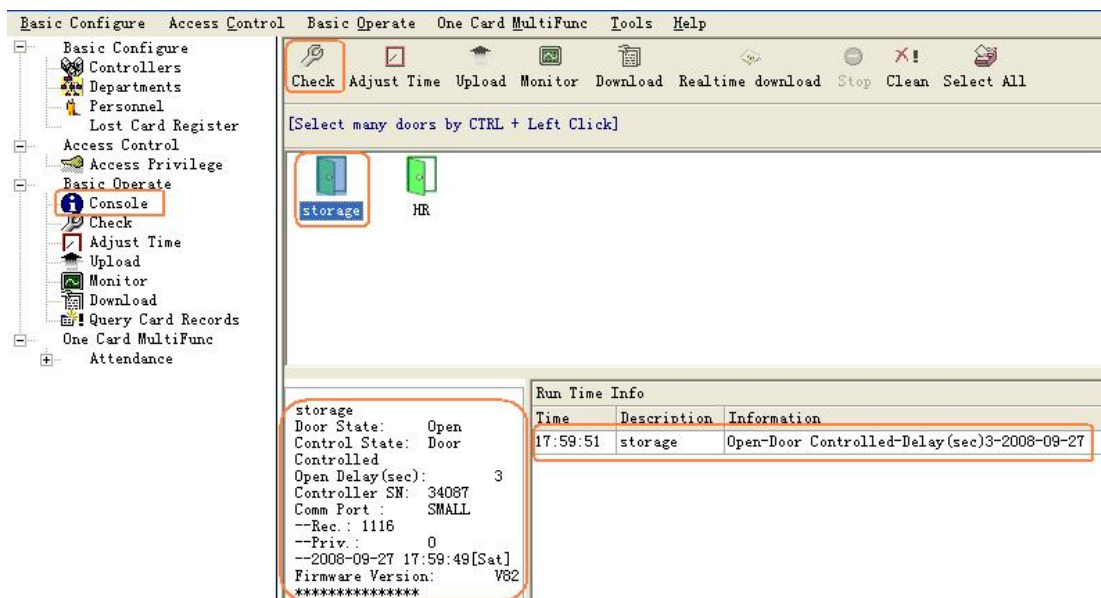 Basic Configure Access Control Basic Operate One Card MultiFunc Tools Help
Basic Configure
Controllers
Departments
Personnel
Lost Card Register
Access Control
Access Privilege
Basic Operate
Console
Check
Adjust Time
Upload
Monitor
Download
Query Card Records
One Card MultiFunc
Attendance
Check Adjust Time Upload Monitor Download Realtime download Stop Clean Select All
[Select many doors by CTRL + Left Click]
storage HR
storage
Door State: Open
Control State: Door
Controlled
Open Delay(sec): 3
Controller SN: 34087
Comm Port : SMALL
--Rec.: 1116
--Priv.: 0
--2008-09-27 17:59:49[Sat]
Firmware Version: V82
***************
Run Time Info
Time Description Information
17:59:51 storage Open-Door Controlled-Delay(sec)3-2008-09-27